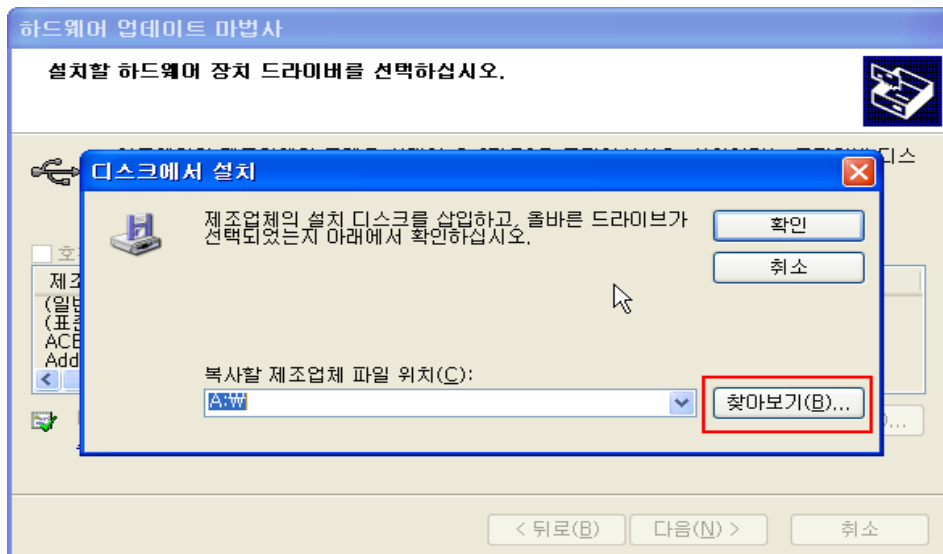 하드웨어 업데이트 마법사
설치할 하드웨어 장치 드라이버를 선택하십시오.
디스
디스크에서 설치
제조업체의 설치 디스크를 삽입하고, 올바른 드라이브가
선택되었는지 아래에서 확인하십시오.
확인
취소
호
제조
(일반
(표준
ACE
Add
복사할 제조업체 파일 위치(C):
A:₩
찾아보기(B)...
< 뒤로(B)
다음(N) >
취소